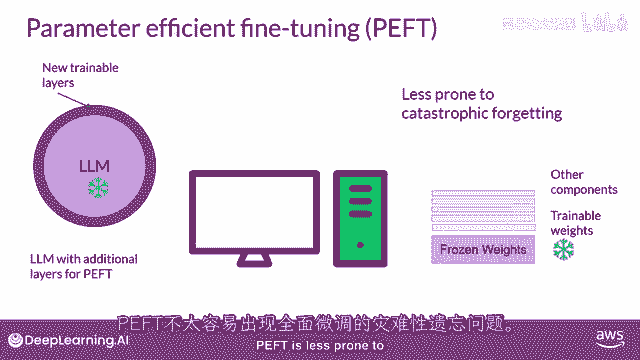 Parameter efficient fine-tuning (PEFT)
New trainable
layers
LLM
LLM with additional
layers for PEFT
Less prone to
catastrophic forgetting
Other
components
Trainable
weights
Frozen Weights
PEFT不太容易出现全面微调的灾难性遗忘问题。
DeepLearning.AI
PEFT is less prone to
aws